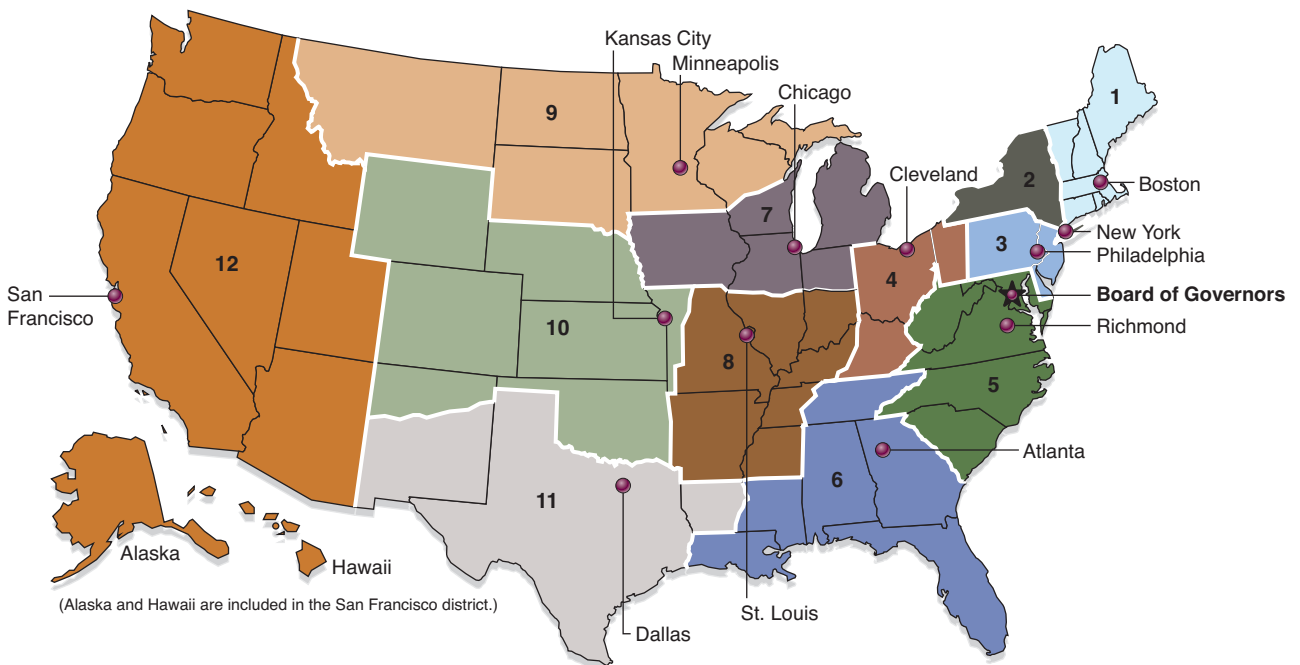 Kansas City
Minneapolis
Chicago
Cleveland
Boston
New York
Philadelphia
Board of Governors
Richmond
Atlanta
San
Francisco
St. Louis
Dallas
Alaska
Hawaii
(Alaska and Hawaii are included in the San Francisco district.)
1
2
3
4
5
6
7
8
9
10
11
12